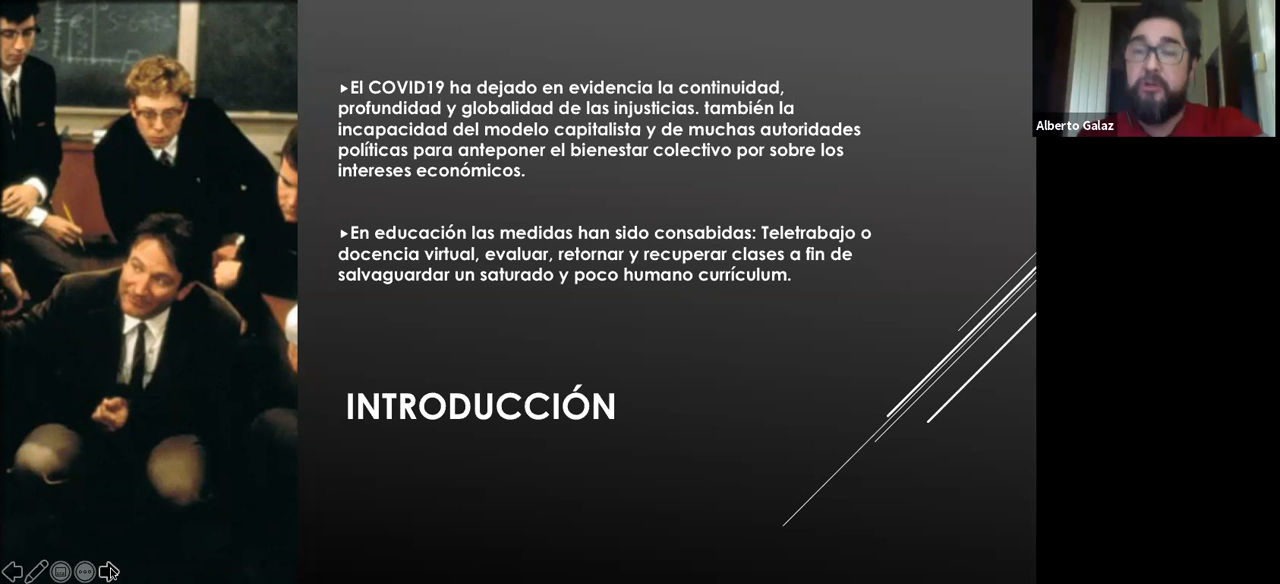 ▸El COVID19 ha dejado en evidencia la continuidad,
profundidad y globalidad de las injusticias. también la
incapacidad del modelo capitalista y de muchas autoridades
políticas para anteponer el bienestar colectivo por sobre los
intereses económicos.
▸En educación las medidas han sido consabidas: Teletrabajo o
docencia virtual, evaluar, retornar y recuperar clases a fin de
salvaguardar un saturado y poco humano currículum.
INTRODUCCIÓN
Alberto Galaz